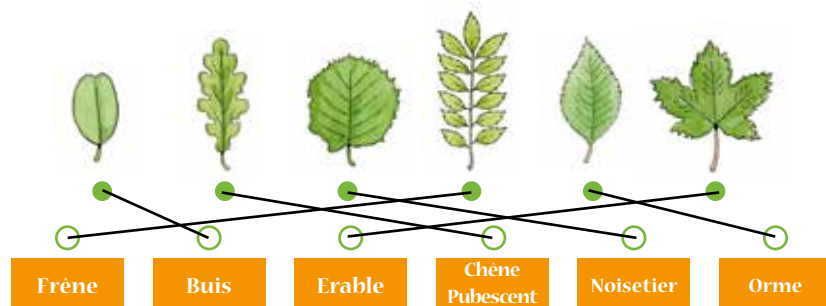 Frêne
Buis
Erable
Chêne
Pubescent
Noisetier
Orme